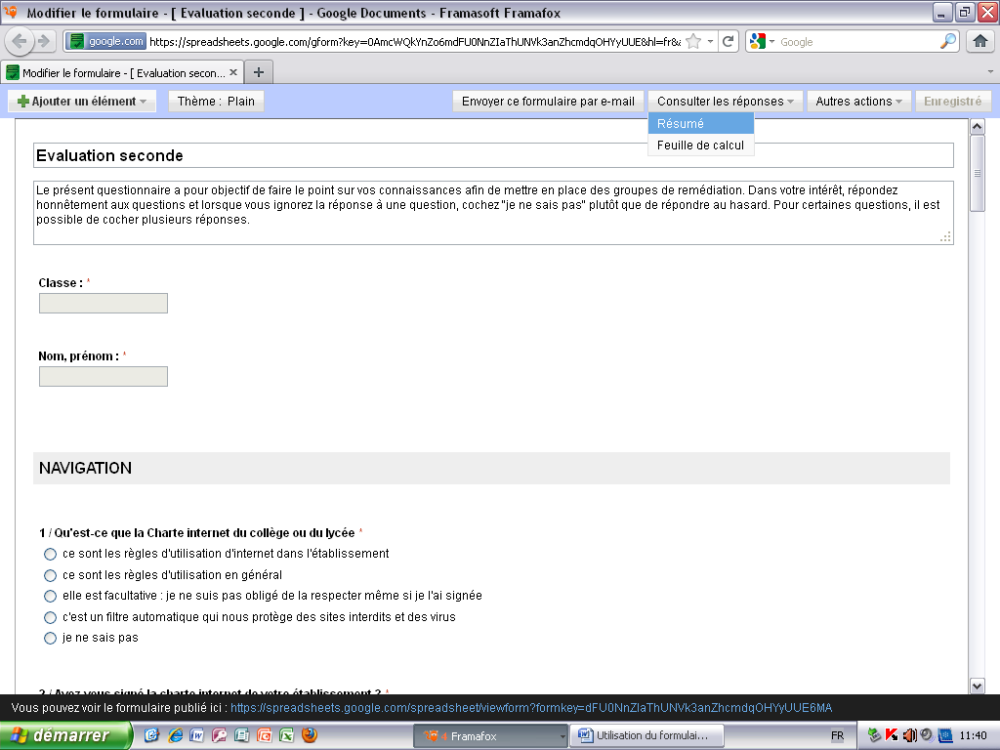 Modifier le formulaire - [ Evaluation seconde ] - Google Documents - Framasoft Framafox
google.com https://spreadsheets.google.com/gform?key=0AmcWQkYnZo6mdFU0NnZIaThUNVk3anZhcmdqOHYyUUE&hl=fr& Google
Modifier le formulaire - [ Evaluation secon...
Ajouter un élément Thème : Plain Envoyer ce formulaire par e-mail Consulter les réponses Autres actions Enregistré
Résumé
Feuille de calcul
Evaluation seconde
Le présent questionnaire a pour objectif de faire le point sur vos connaissances afin de mettre en place des groupes de remédiation. Dans votre intérêt, répondez
honnêtement aux questions et lorsque vous ignorez la réponse à une question, cochez "je ne sais pas" plutôt que de répondre au hasard. Pour certaines questions, il est
possible de cocher plusieurs réponses.
Classe : *
Nom, prénom : *
NAVIGATION
1 / Qu'est-ce que la Charte internet du collège ou du lycée *
ce sont les règles d'utilisation d'internet dans l'établissement
ce sont les règles d'utilisation en général
elle est facultative : je ne suis pas obligé de la respecter même si je l'ai signée
c'est un filtre automatique qui nous protège des sites interdits et des virus
je ne sais pas
2 / Avez vous signé la charte internet de votre établissement ? *
Vous pouvez voir le formulaire publié ici : https://spreadsheets.google.com/spreadsheet/viewform?formkey=dFU0NnZIaThUNVk3anZhcmdqOHYyUUE6MA
démarrer 4 Framafox Utilisation du formulai... FR 11:40